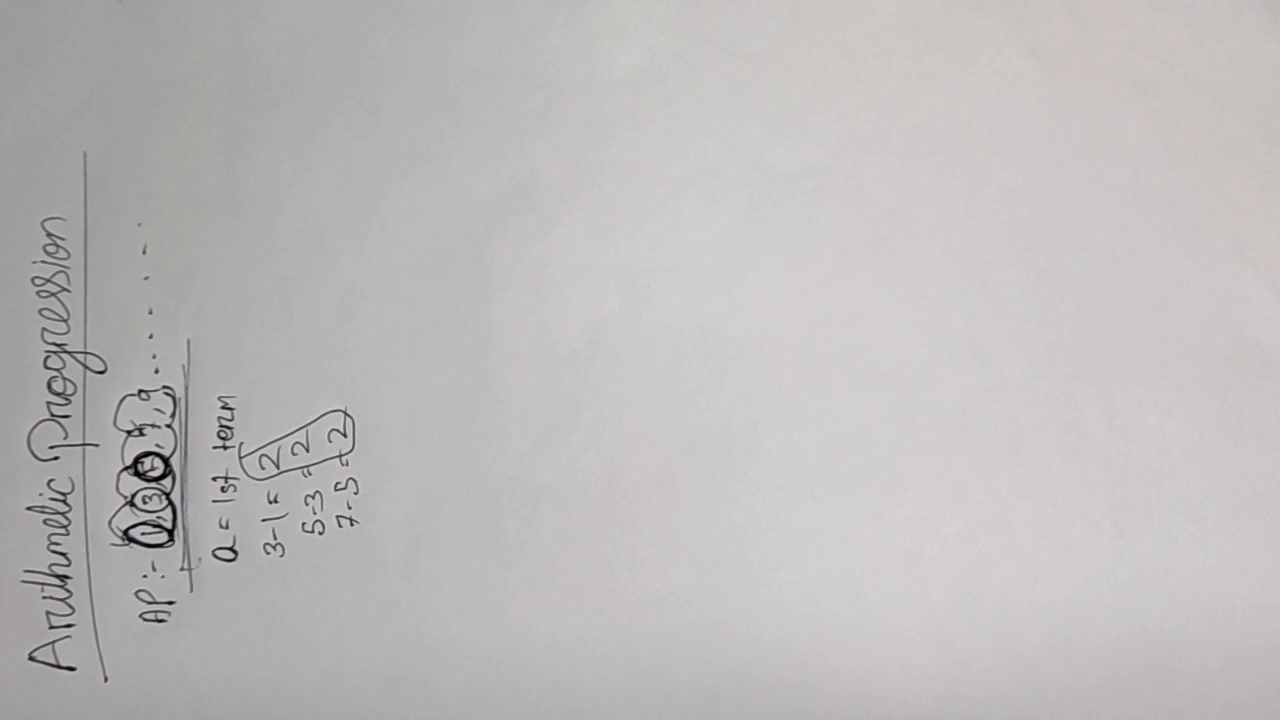 Arithmetic Progression
AP:- 1, 3, 5, 7, 9, . . . . . . .
a = 1st term
3-1 = 2
5-3 = 2
7-5 = 2